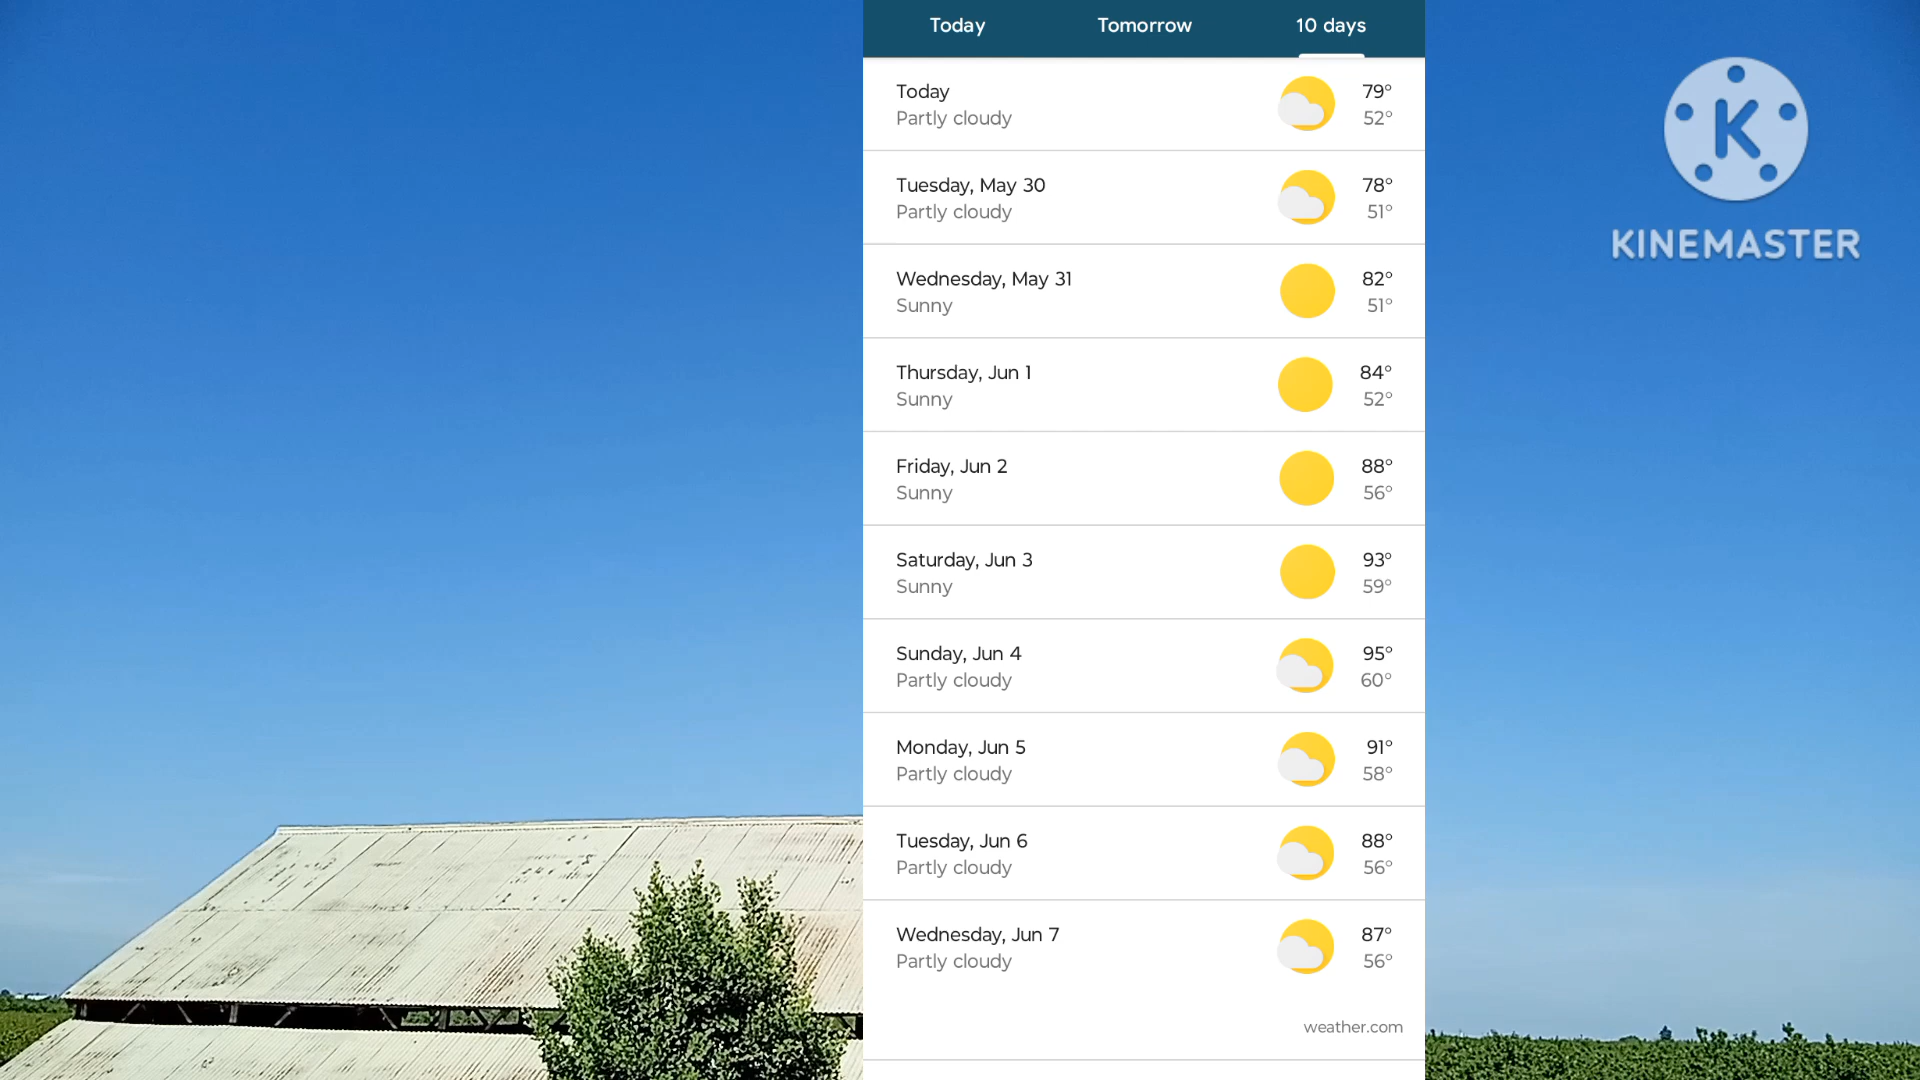 Today Tomorrow 10 days
Today
Partly cloudy
79°
52°
Tuesday, May 30
Partly cloudy
78°
51°
Wednesday, May 31
Sunny
82°
51°
Thursday, Jun 1
Sunny
84°
52°
Friday, Jun 2
Sunny
88°
56°
Saturday, Jun 3
Sunny
93°
59°
Sunday, Jun 4
Partly cloudy
95°
60°
Monday, Jun 5
Partly cloudy
91°
58°
Tuesday, Jun 6
Partly cloudy
88°
56°
Wednesday, Jun 7
Partly cloudy
87°
56°
weather.com
K
KINEMASTER